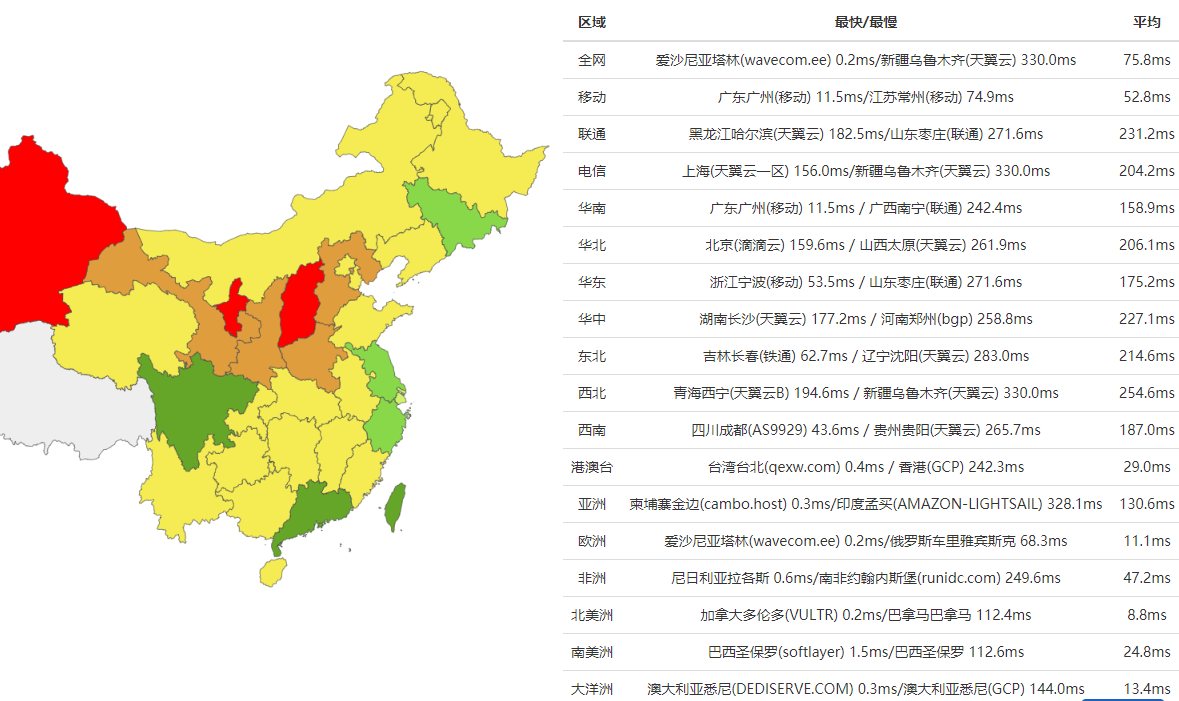 区域 最快/最慢 平均
全网 爱沙尼亚塔林(wavecom.ee) 0.2ms/新疆乌鲁木齐(天翼云) 330.0ms 75.8ms
移动 广东广州(移动) 11.5ms/江苏常州(移动) 74.9ms 52.8ms
联通 黑龙江哈尔滨(天翼云) 182.5ms/山东枣庄(联通) 271.6ms 231.2ms
电信 上海(天翼云一区) 156.0ms/新疆乌鲁木齐(天翼云) 330.0ms 204.2ms
华南 广东广州(移动) 11.5ms / 广西南宁(联通) 242.4ms 158.9ms
华北 北京(滴滴云) 159.6ms / 山西太原(天翼云) 261.9ms 206.1ms
华东 浙江宁波(移动) 53.5ms / 山东枣庄(联通) 271.6ms 175.2ms
华中 湖南长沙(天翼云) 177.2ms / 河南郑州(bgp) 258.8ms 227.1ms
东北 吉林长春(铁通) 62.7ms / 辽宁沈阳(天翼云) 283.0ms 214.6ms
西北 青海西宁(天翼云B) 194.6ms / 新疆乌鲁木齐(天翼云) 330.0ms 254.6ms
西南 四川成都(AS9929) 43.6ms / 贵州贵阳(天翼云) 265.7ms 187.0ms
港澳台 台湾台北(qexw.com) 0.4ms / 香港(GCP) 242.3ms 29.0ms
亚洲 柬埔寨金边(cambo.host) 0.3ms/印度孟买(AMAZON-LIGHTSAIL) 328.1ms 130.6ms
欧洲 爱沙尼亚塔林(wavecom.ee) 0.2ms/俄罗斯车里雅宾斯克 68.3ms 11.1ms
非洲 尼日利亚拉各斯 0.6ms/南非约翰内斯堡(runidc.com) 249.6ms 47.2ms
北美洲 加拿大多伦多(VULTR) 0.2ms/巴拿马巴拿马 112.4ms 8.8ms
南美洲 巴西圣保罗(softlayer) 1.5ms/巴西圣保罗 112.6ms 24.8ms
大洋洲 澳大利亚悉尼(DEDISERVE.COM) 0.3ms/澳大利亚悉尼(GCP) 144.0ms 13.4ms